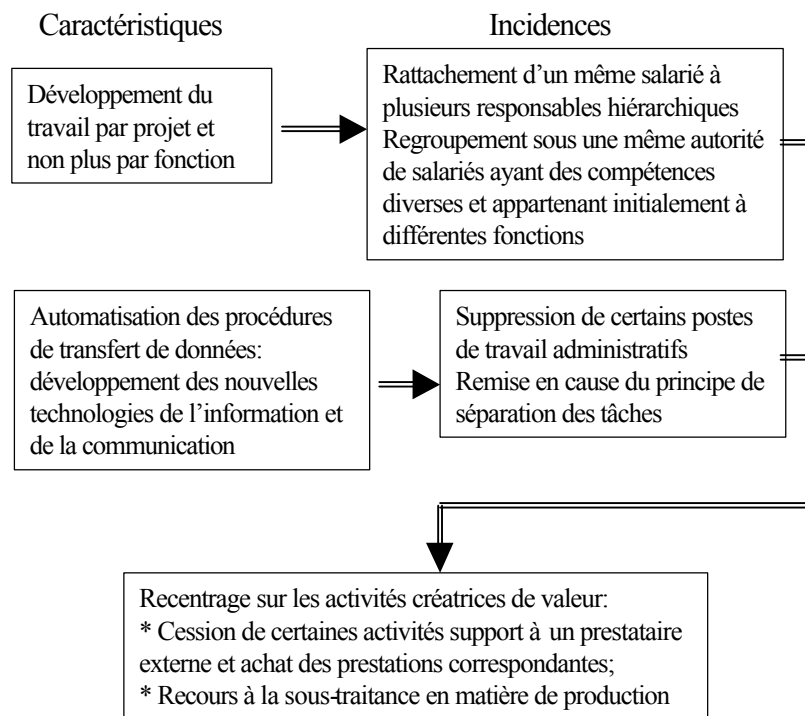 Caractéristiques
Incidences
Développement du
travail par projet et
non plus par fonction
Rattachement d’un même salarié à
plusieurs responsables hiérarchiques
Regroupement sous une même autorité
de salariés ayant des compétences
diverses et appartenant initialement à
différentes fonctions
Automatisation des procédures
de transfert de données:
développement des nouvelles
technologies de l’information et
de la communication
Suppression de certains postes
de travail administratifs
Remise en cause du principe de
séparation des tâches
Recentrage sur les activités créatrices de valeur:
* Cession de certaines activités support à un prestataire
externe et achat des prestations correspondantes;
* Recours à la sous-traitance en matière de production